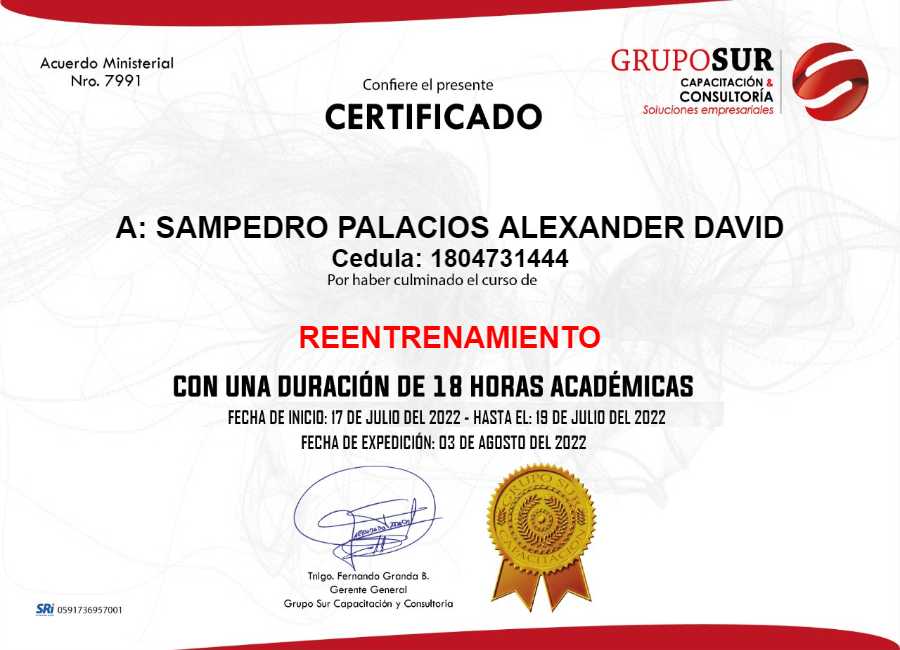 Acuerdo Ministerial
Nro. 7991
GRUPOSUR
CAPACITACIÓN &
CONSULTORÍA
Soluciones empresariales
Confiere el presente
CERTIFICADO
A: SAMPEDRO PALACIOS ALEXANDER DAVID
Cedula: 1804731444
Por haber culminado el curso de
REENTRENAMIENTO
CON UNA DURACIÓN DE 18 HORAS ACADÉMICAS
FECHA DE INICIO: 17 DE JULIO DEL 2022 - HASTA EL: 19 DE JULIO DEL 2022
FECHA DE EXPEDICIÓN: 03 DE AGOSTO DEL 2022
GRUPO SUR
Tnlgo. Fernando Granda B.
Gerente General
Grupo Sur Capacitación y Consultoría
SRi 0591736957001